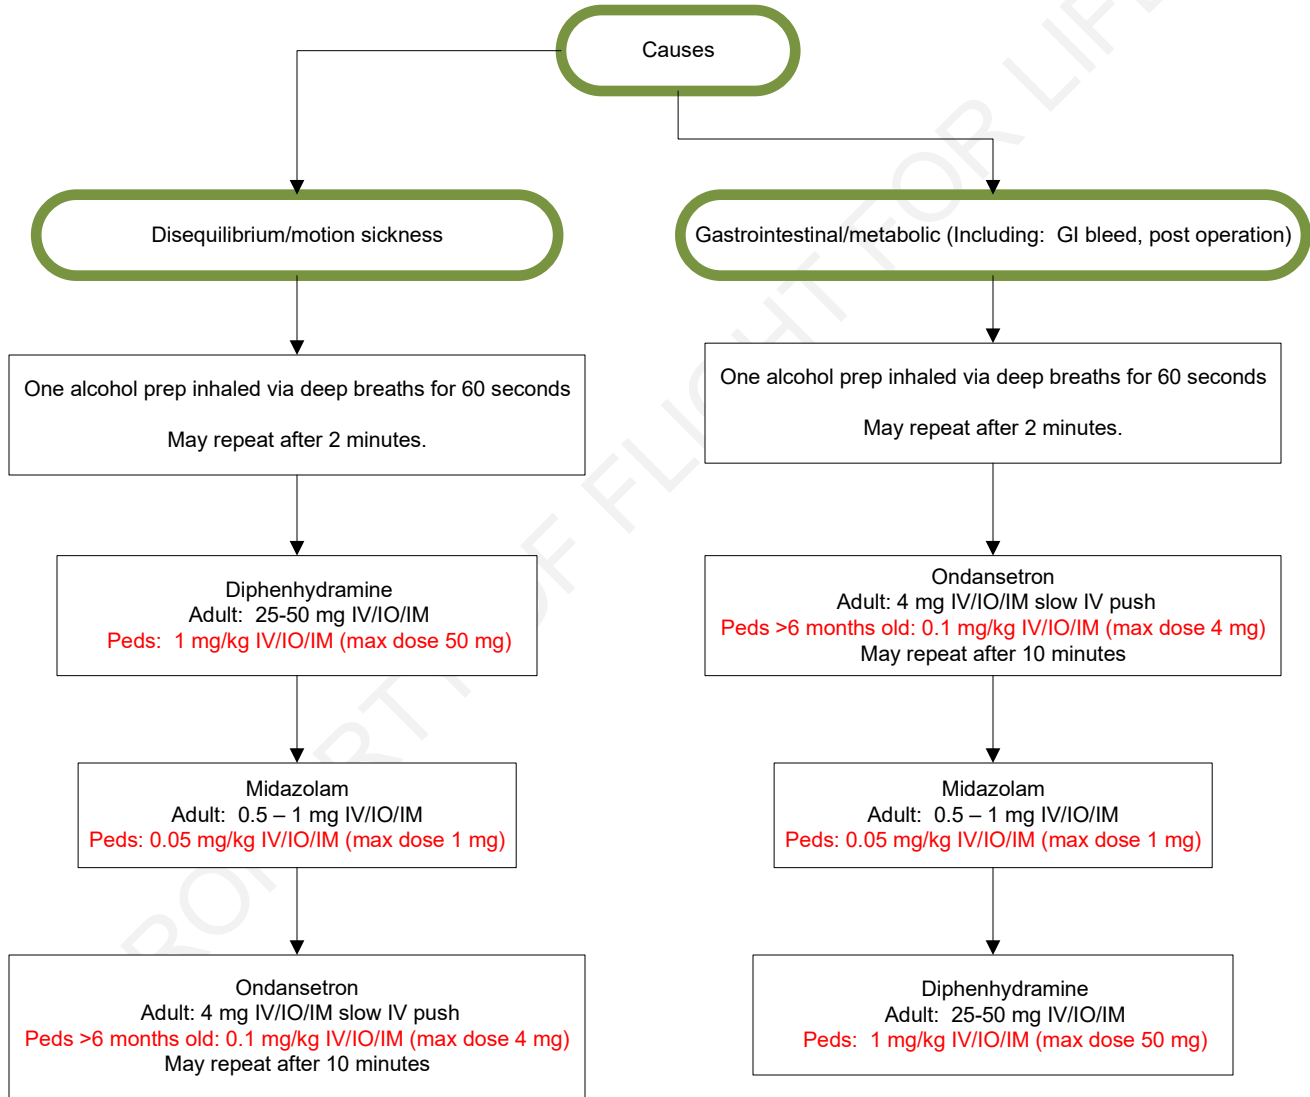 Causes
Disequilibrium/motion sickness
One alcohol prep inhaled via deep breaths for 60 seconds
May repeat after 2 minutes.
Diphenhydramine
Adult:  25-50 mg IV/IO/IM
Peds:  1 mg/kg IV/IO/IM (max dose 50 mg)
Midazolam
Adult:  0.5 – 1 mg IV/IO/IM
Peds: 0.05 mg/kg IV/IO/IM (max dose 1 mg)
Ondansetron
Adult: 4 mg IV/IO/IM slow IV push
Peds >6 months old: 0.1 mg/kg IV/IO/IM (max dose 4 mg)
May repeat after 10 minutes
Gastrointestinal/metabolic (Including:  GI bleed, post operation)
One alcohol prep inhaled via deep breaths for 60 seconds
May repeat after 2 minutes.
Ondansetron
Adult: 4 mg IV/IO/IM slow IV push
Peds >6 months old: 0.1 mg/kg IV/IO/IM (max dose 4 mg)
May repeat after 10 minutes
Midazolam
Adult:  0.5 – 1 mg IV/IO/IM
Peds: 0.05 mg/kg IV/IO/IM (max dose 1 mg)
Diphenhydramine
Adult:  25-50 mg IV/IO/IM
Peds:  1 mg/kg IV/IO/IM (max dose 50 mg)
OF FLIGHT FOR LIFE